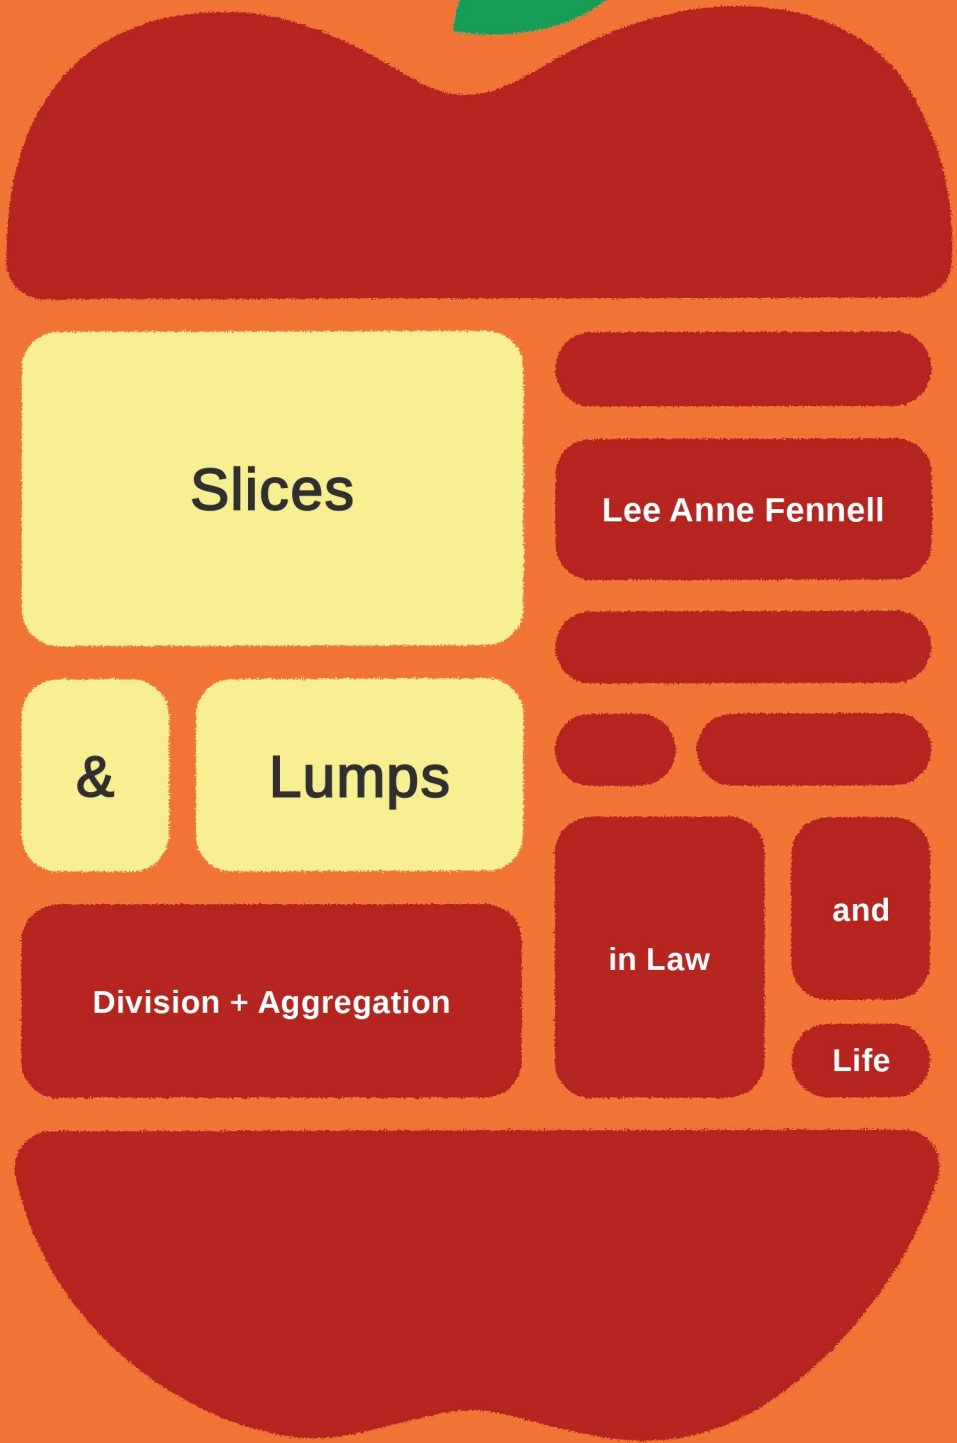 Slices
& Lumps
Division + Aggregation
in Law
and
Life
Lee Anne Fennell